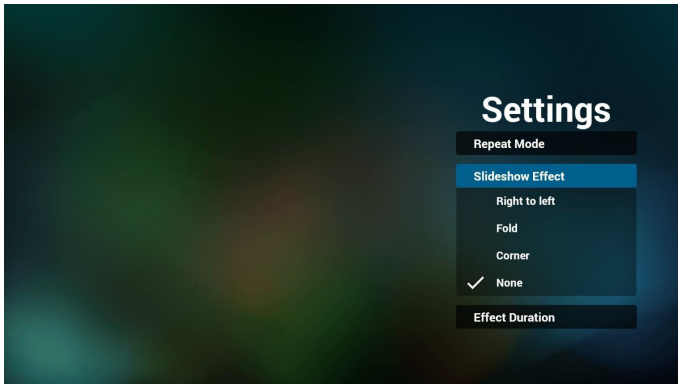 Settings
Repeat Mode
Slideshow Effect
Right to left
Fold
Corner
None
Effect Duration